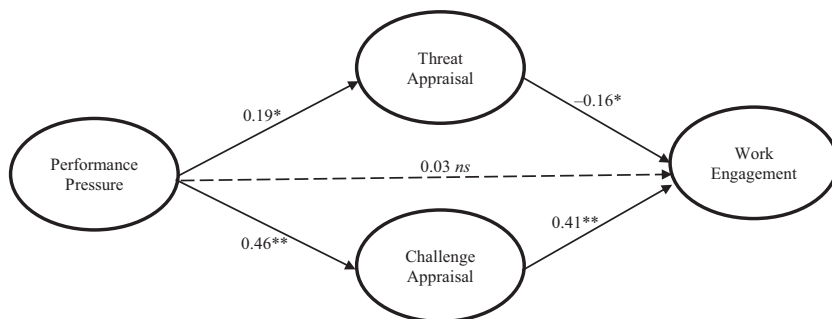 Threat
Appraisal
0.19*
–0.16*
Performance
Pressure
0.03 ns
Work
Engagement
0.46**
0.41**
Challenge
Appraisal